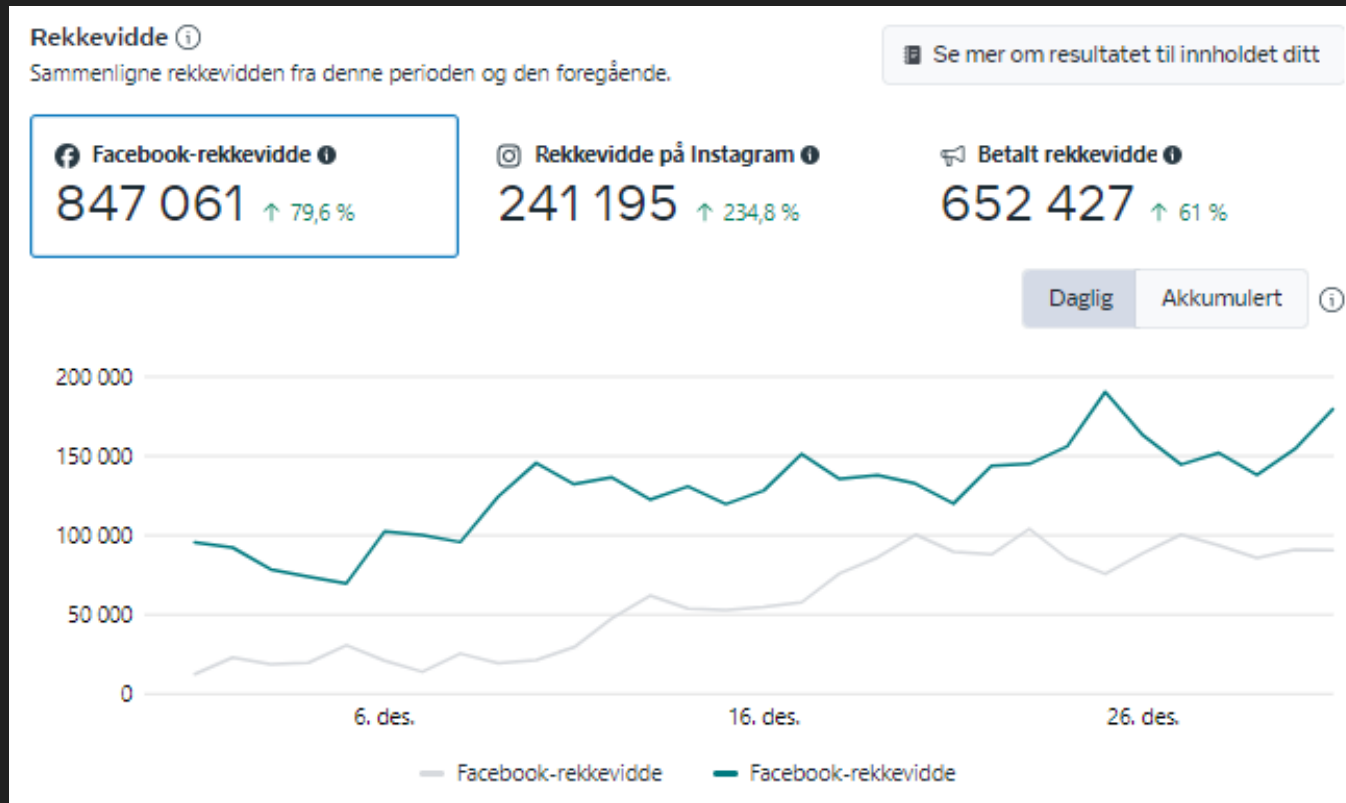 Rekkevidde
Sammenligne rekkevidden fra denne perioden og den foregående.
Se mer om resultatet til innholdet ditt
Facebook-rekkevidde
847 061 ↑ 79,6 %
Rekkevidde på Instagram
241 195 ↑ 234,8 %
Betalt rekkevidde
652 427 ↑ 61 %
Daglig
Akkumulert
200 000
150 000
100 000
50 000
0
6. des.
16. des.
26. des.
Facebook-rekkevidde
Facebook-rekkevidde